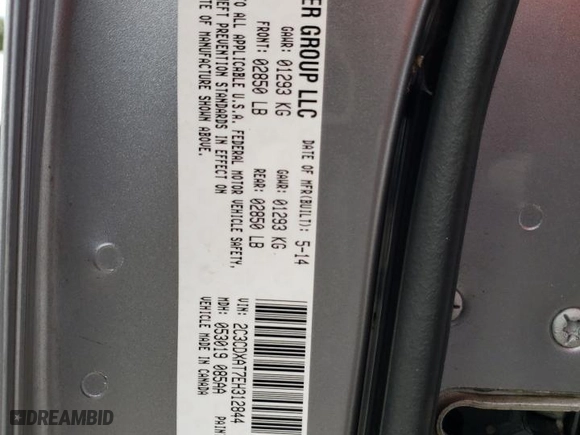 ER GROUP LLC
DATE OF MFR(BUILT): 5-14
GAWR: 01293 KG GAWR: 01293 KG
FRONT: 02850 LB REAR: 02850 LB
TO ALL APPLICABLE U.S.A. FEDERAL MOTOR VEHICLE SAFETY,
EFT PREVENTION STANDARDS IN EFFECT ON
TE OF MANUFACTURE SHOWN ABOVE.
VIN: 2C3CDXAT7EH312844
MDH: 053019 085AA
VEHICLE MADE IN CANADA
PAIN
DREAMBID